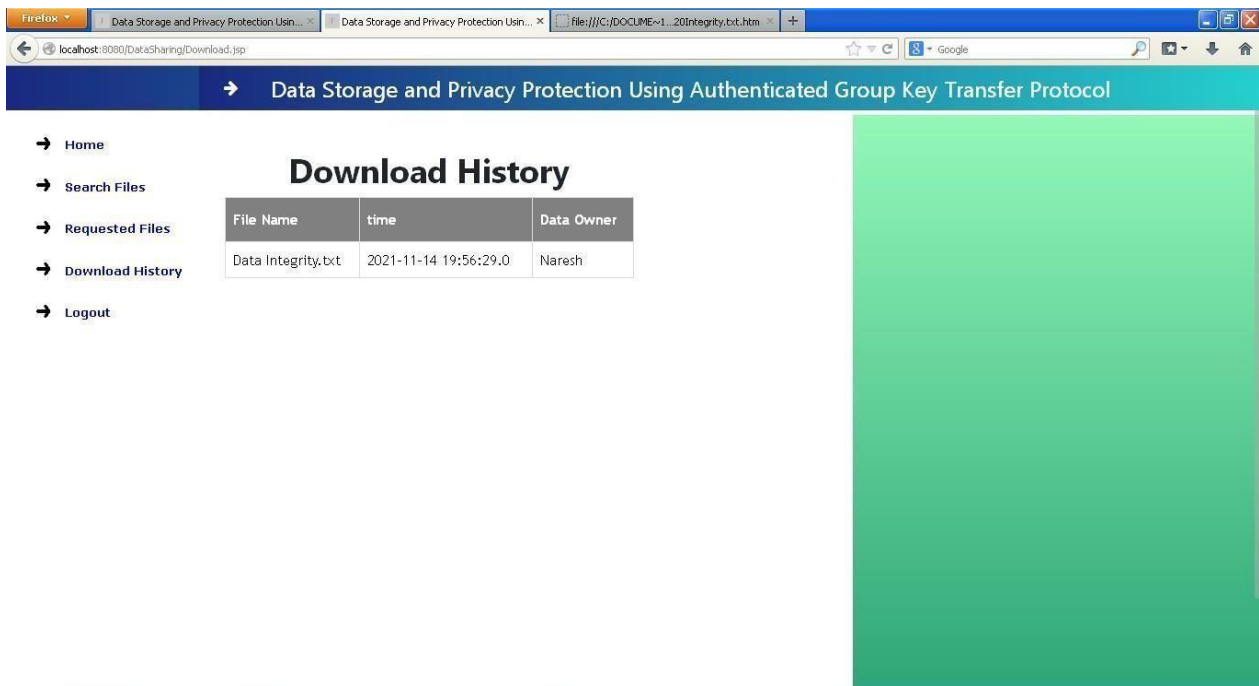 Firefox
Data Storage and Privacy Protection Usin...
Data Storage and Privacy Protection Usin...
file:///C:/DOCUME~1...20Integrity,txt.htm
localhost:8080/DataSharing/Download.jsp
Google
Data Storage and Privacy Protection Using Authenticated Group Key Transfer Protocol
Home
Search Files
Requested Files
Download History
Logout
Download History
File Name time Data Owner
Data Integrity.txt 2021-11-14 19:56:29.0 Naresh